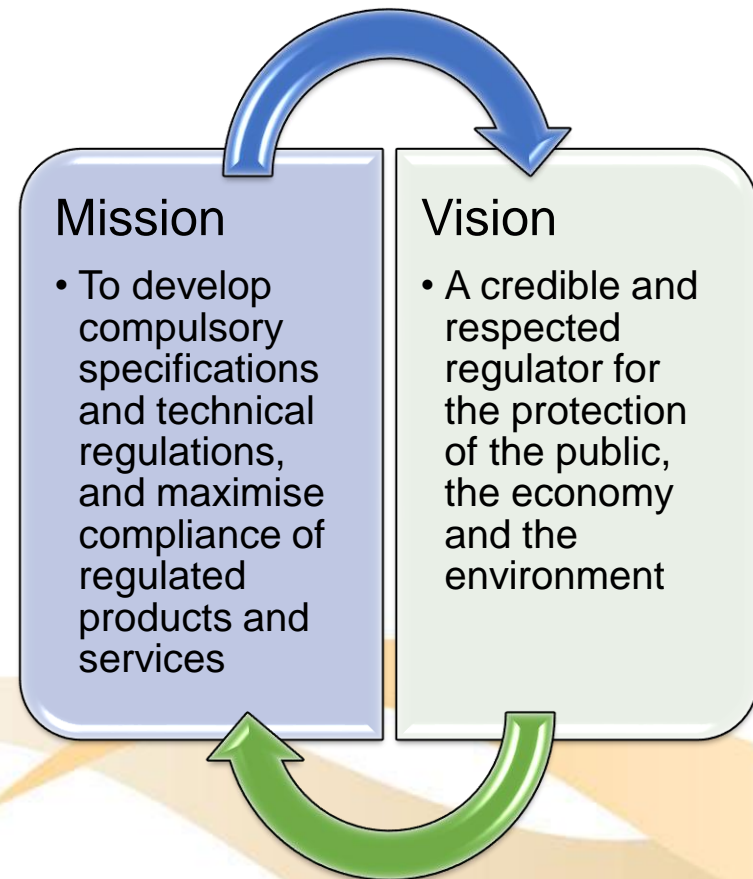 Mission
• To develop
compulsory
specifications
and technical
regulations,
and maximise
compliance of
regulated
products and
services
Vision
• A credible and
respected
regulator for
the protection
of the public,
the economy
and the
environment